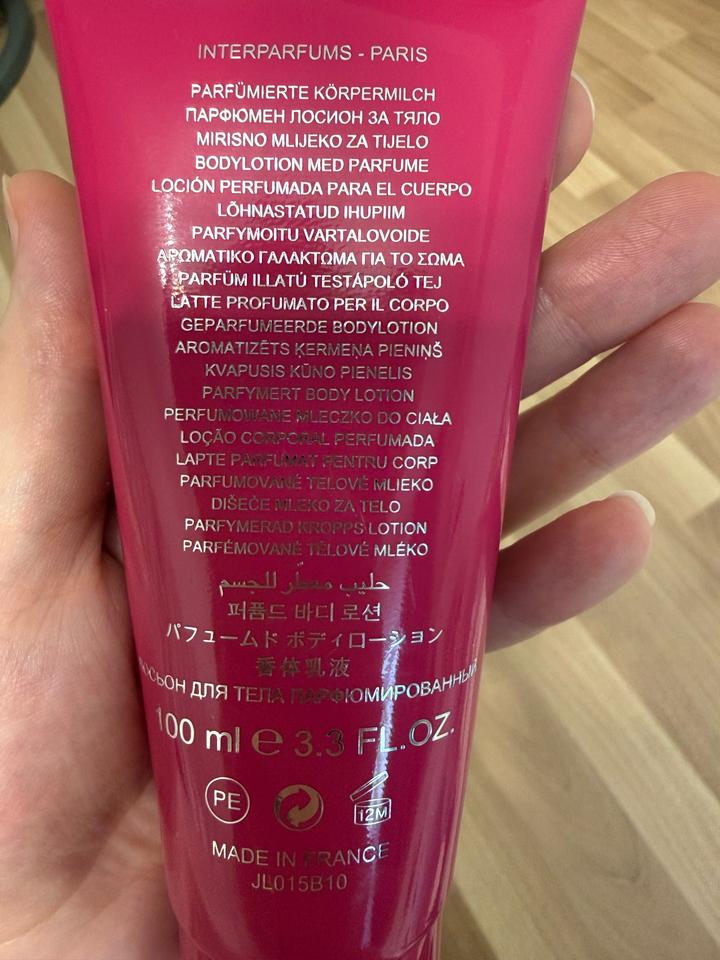 INTERPARFUMS - PARIS
PARFÜMIERTE KÖRPERMILCH
ПАРФЮМЕН ЛОСИОН ЗА ТЯЛО
MIRISNO MLIJEKO ZA TIJELO
BODYLOTION MED PARFUME
LOCIÓN PERFUMADA PARA EL CUERPO
LÕHNASTATUD IHUPIIM
PARFYMOITU VARTALOVOIDE
ΑΡΩΜΑΤΙΚΟ ΓΑΛΑΚΤΩΜΑ ΓΙΑ ΤΟ ΣΩΜΑ
PARFÜM ILLATÚ TESTÁPOLÓ TEJ
LATTE PROFUMATO PER IL CORPO
GEPARFUMEERDE BODYLOTION
AROMATIZĒTS ĶERMEŅA PIENIŅŠ
KVAPUSIS KŪNO PIENELIS
PARFYMERT BODY LOTION
PERFUMOWANE MLECZKO DO CIAŁA
LOÇÃO CORPORAL PERFUMADA
LAPTE PARFUMAT PENTRU CORP
PARFUMOVANÉ TELOVÉ MLIEKO
DIŠEČE MLEKO ZA TELO
PARFYMERAD KROPPS LOTION
PARFÉMOVANÉ TĚLOVÉ MLÉKO
حليب معطّر للجسم
퍼퓸드 바디 로션
パフュームド ボディローション
香体乳液
ДЛЯ ТЕЛА ПАРФЮМИРОВАННЫЙ
100 ml e 3.3 FL.OZ.
PE 12M
MADE IN FRANCE
JL015B10